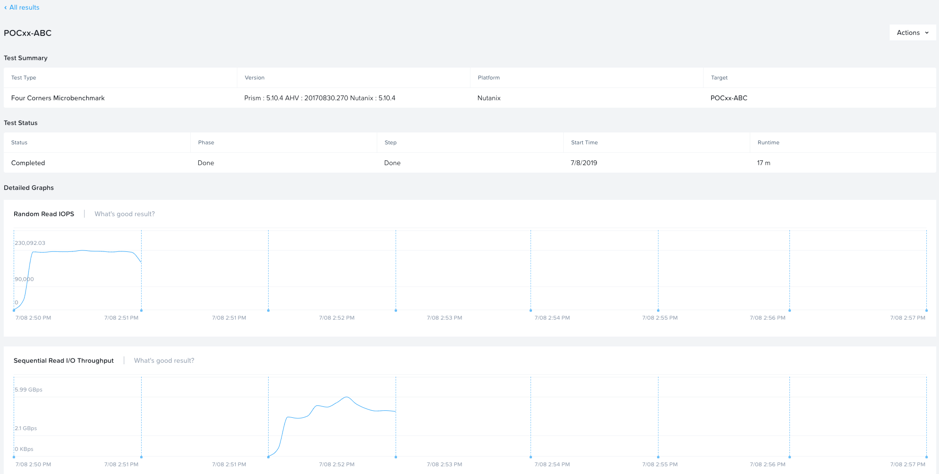 ‹ All results
POCxx-ABC
Actions
Test Summary
Test Type Version Platform Target
Four Corners Microbenchmark Prism : 5.10.4 AHV : 20170830.270 Nutanix : 5.10.4 Nutanix POCxx-ABC
Test Status
Status Phase Step Start Time Runtime
Completed Done Done 7/8/2019 17 m
Detailed Graphs
Random Read IOPS | What's good result?
230,092.03
90,000
0
7/08 2:50 PM 7/08 2:51 PM 7/08 2:51 PM 7/08 2:52 PM 7/08 2:53 PM 7/08 2:54 PM 7/08 2:55 PM 7/08 2:56 PM 7/08 2:57 PM
Sequential Read I/O Throughput | What's good result?
5.99 GBps
2.1 GBps
0 KBps
7/08 2:50 PM 7/08 2:51 PM 7/08 2:51 PM 7/08 2:52 PM 7/08 2:53 PM 7/08 2:54 PM 7/08 2:55 PM 7/08 2:56 PM 7/08 2:57 PM